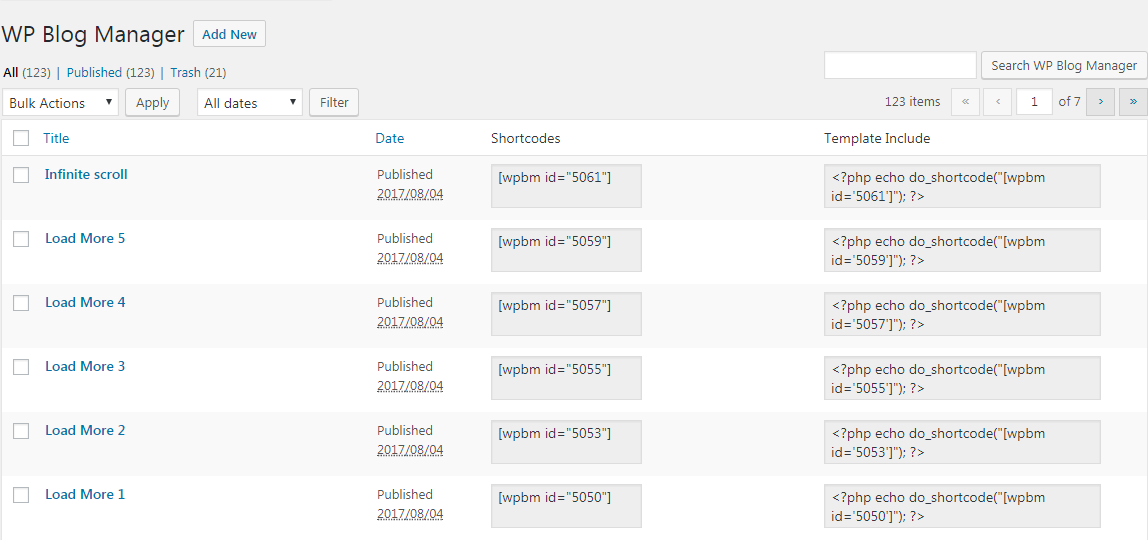 WP Blog Manager Add New
All (123) | Published (123) | Trash (21)
Search WP Blog Manager
Bulk Actions ▼ Apply All dates ▼ Filter 123 items « ‹ 1 of 7 › »
Title Date Shortcodes Template Include
Infinite scroll Published [wpbm id="5061"] <?php echo do_shortcode("[wpbm
2017/08/04 id='5061']"); ?>
Load More 5 Published [wpbm id="5059"] <?php echo do_shortcode("[wpbm
2017/08/04 id='5059']"); ?>
Load More 4 Published [wpbm id="5057"] <?php echo do_shortcode("[wpbm
2017/08/04 id='5057']"); ?>
Load More 3 Published [wpbm id="5055"] <?php echo do_shortcode("[wpbm
2017/08/04 id='5055']"); ?>
Load More 2 Published [wpbm id="5053"] <?php echo do_shortcode("[wpbm
2017/08/04 id='5053']"); ?>
Load More 1 Published [wpbm id="5050"] <?php echo do_shortcode("[wpbm
2017/08/04 id='5050']"); ?>